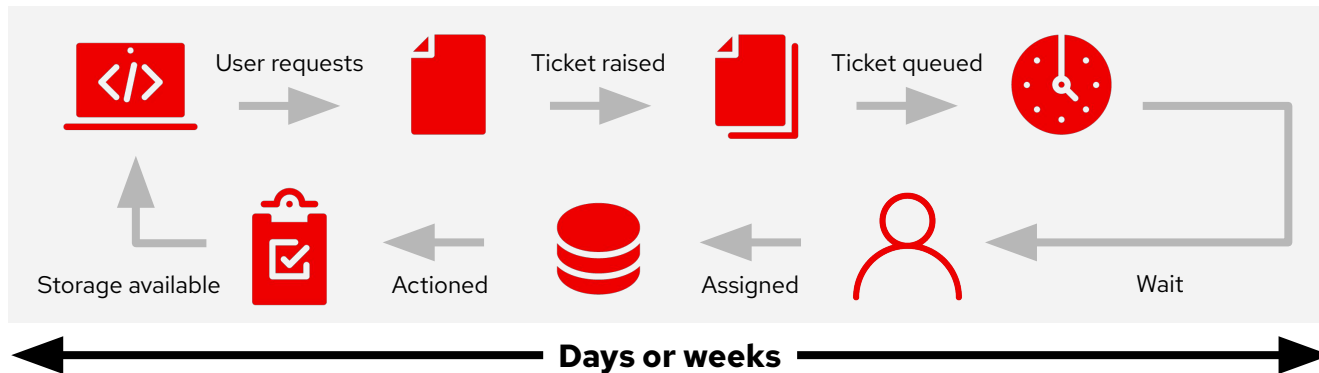 User requests
Ticket raised
Ticket queued
Wait
Assigned
Actioned
Storage available
Days or weeks